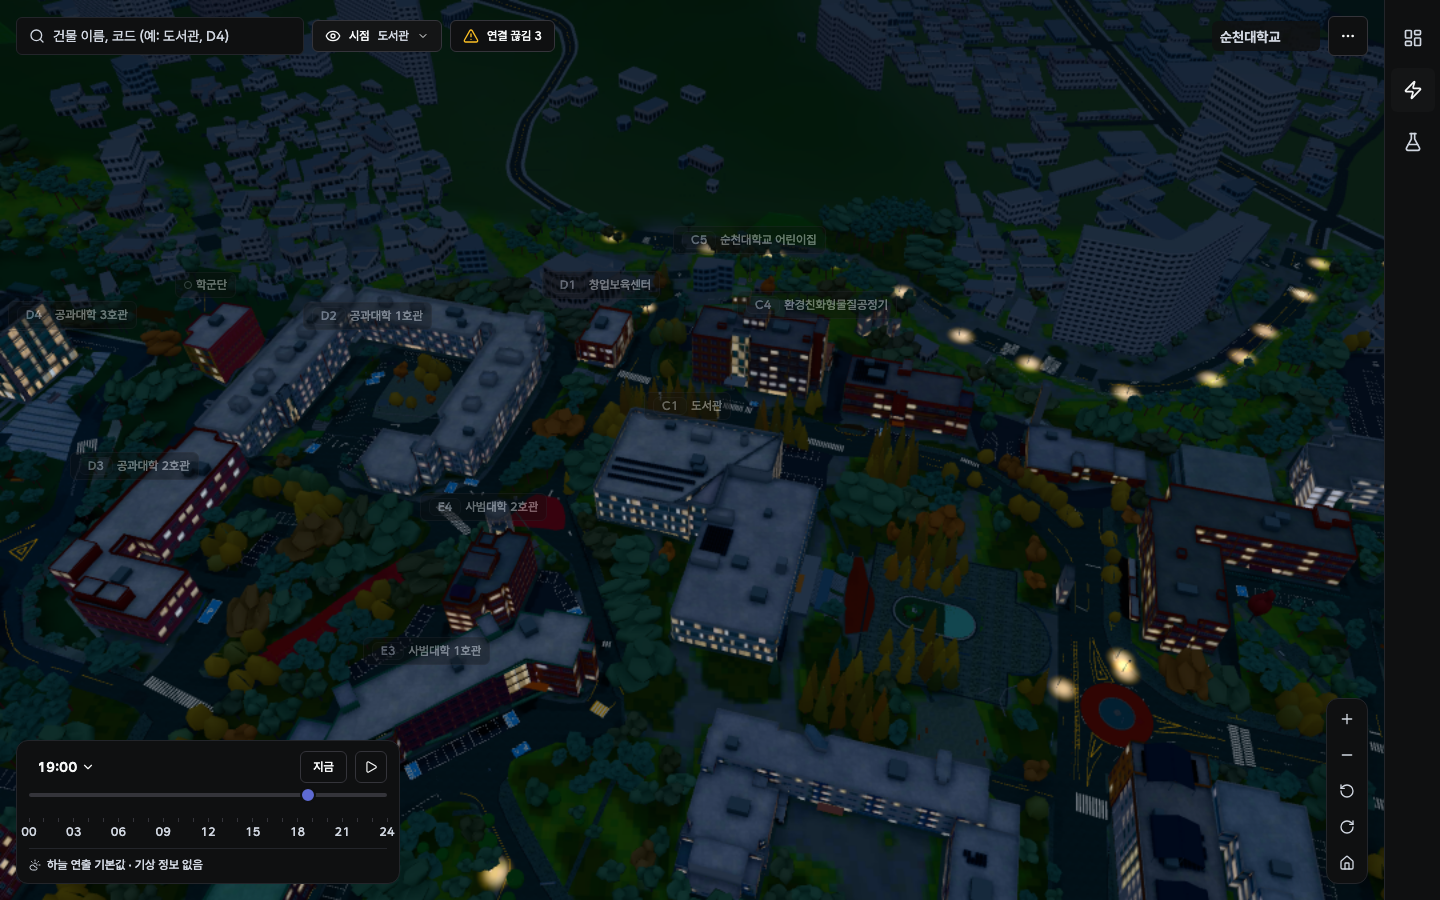 건물 이름, 코드 (예: 도서관, D4)
시점 도서관
연결 끊김 3
순천대학교
C5 순천대학교 어린이집
학군단
D1 창업보육센터
C4 환경친화형물질공정기
D4 공과대학 3호관
D2 공과대학 1호관
C1 도서관
D3 공과대학 2호관
E4 사범대학 2호관
E3 사범대학 1호관
19:00
지금
00 03 06 09 12 15 18 21 24
하늘 연출 기본값 · 기상 정보 없음